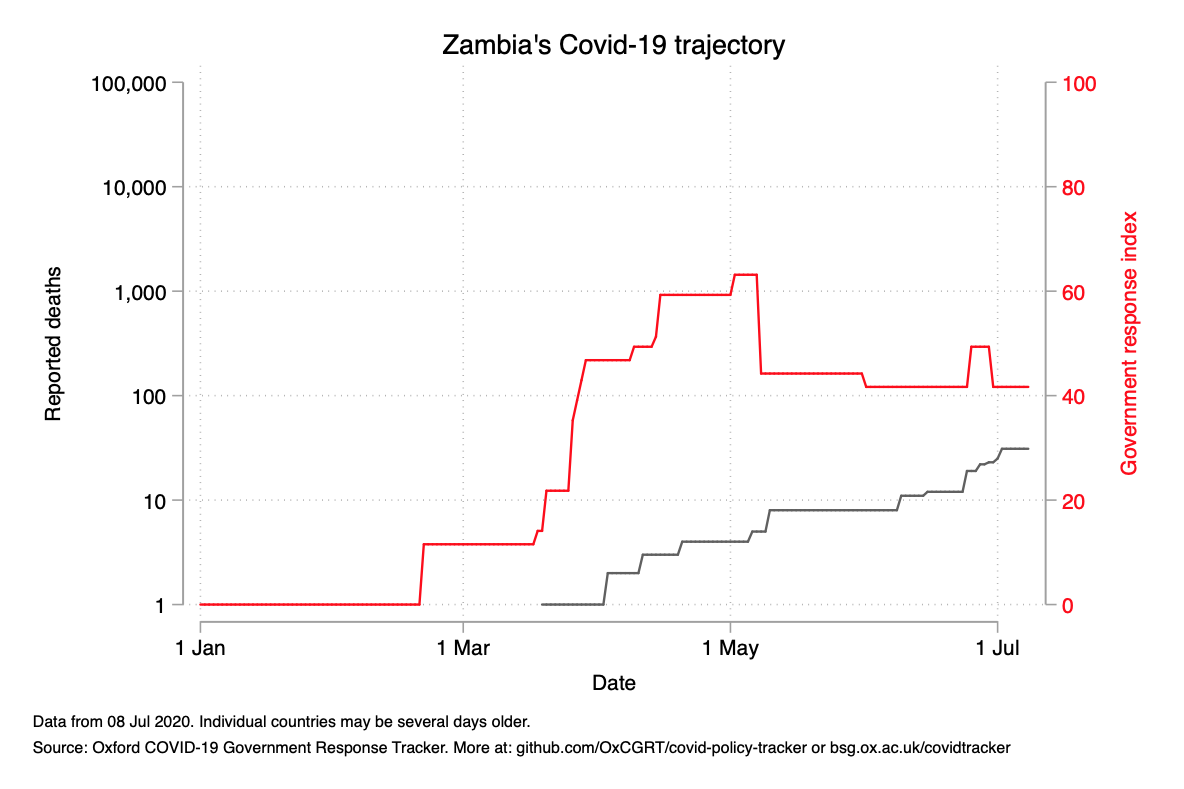 Zambia's Covid-19 trajectory
100,000
10,000
1,000
100
10
1
Reported deaths
100
80
60
40
20
0
Government response index
1 Jan
1 Mar
1 May
1 Jul
Date
Data from 08 Jul 2020. Individual countries may be several days older.
Source: Oxford COVID-19 Government Response Tracker. More at: github.com/OxCGRT/covid-policy-tracker or bsg.ox.ac.uk/covidtracker